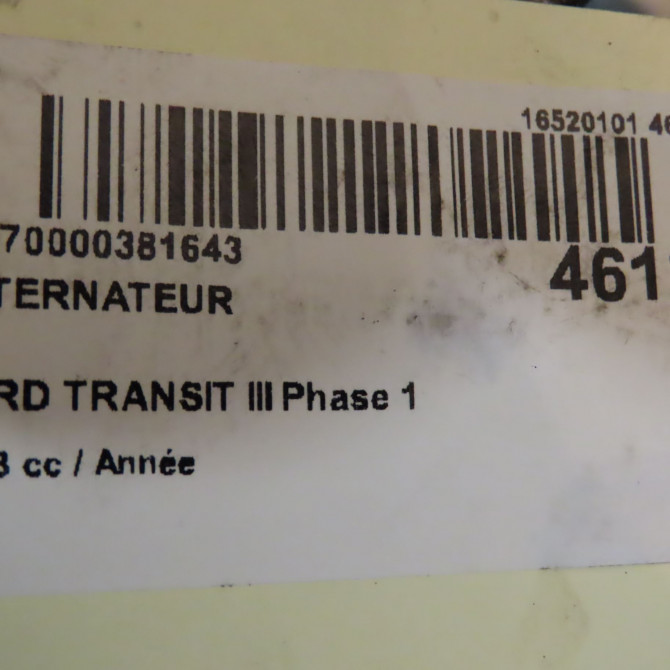 16520101 46
70000381643
461
TERNATEUR
RD TRANSIT III Phase 1
3 cc / Année